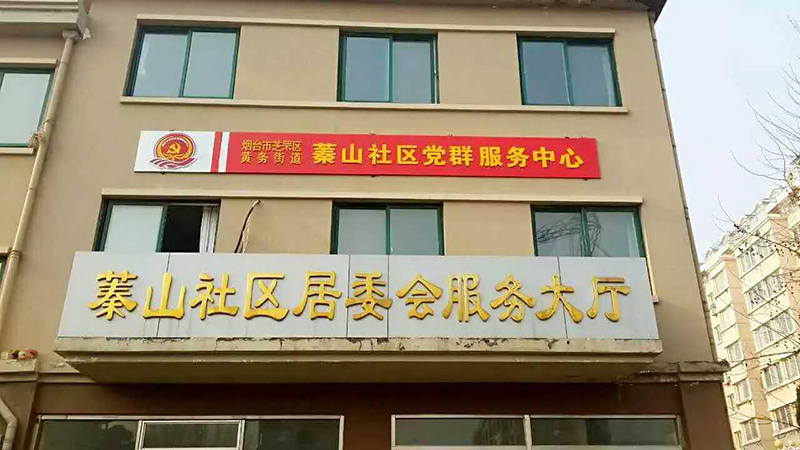 烟台市芝罘区
黄务街道
蓁山社区党群服务中心
蓁山社区居委会服务大厅